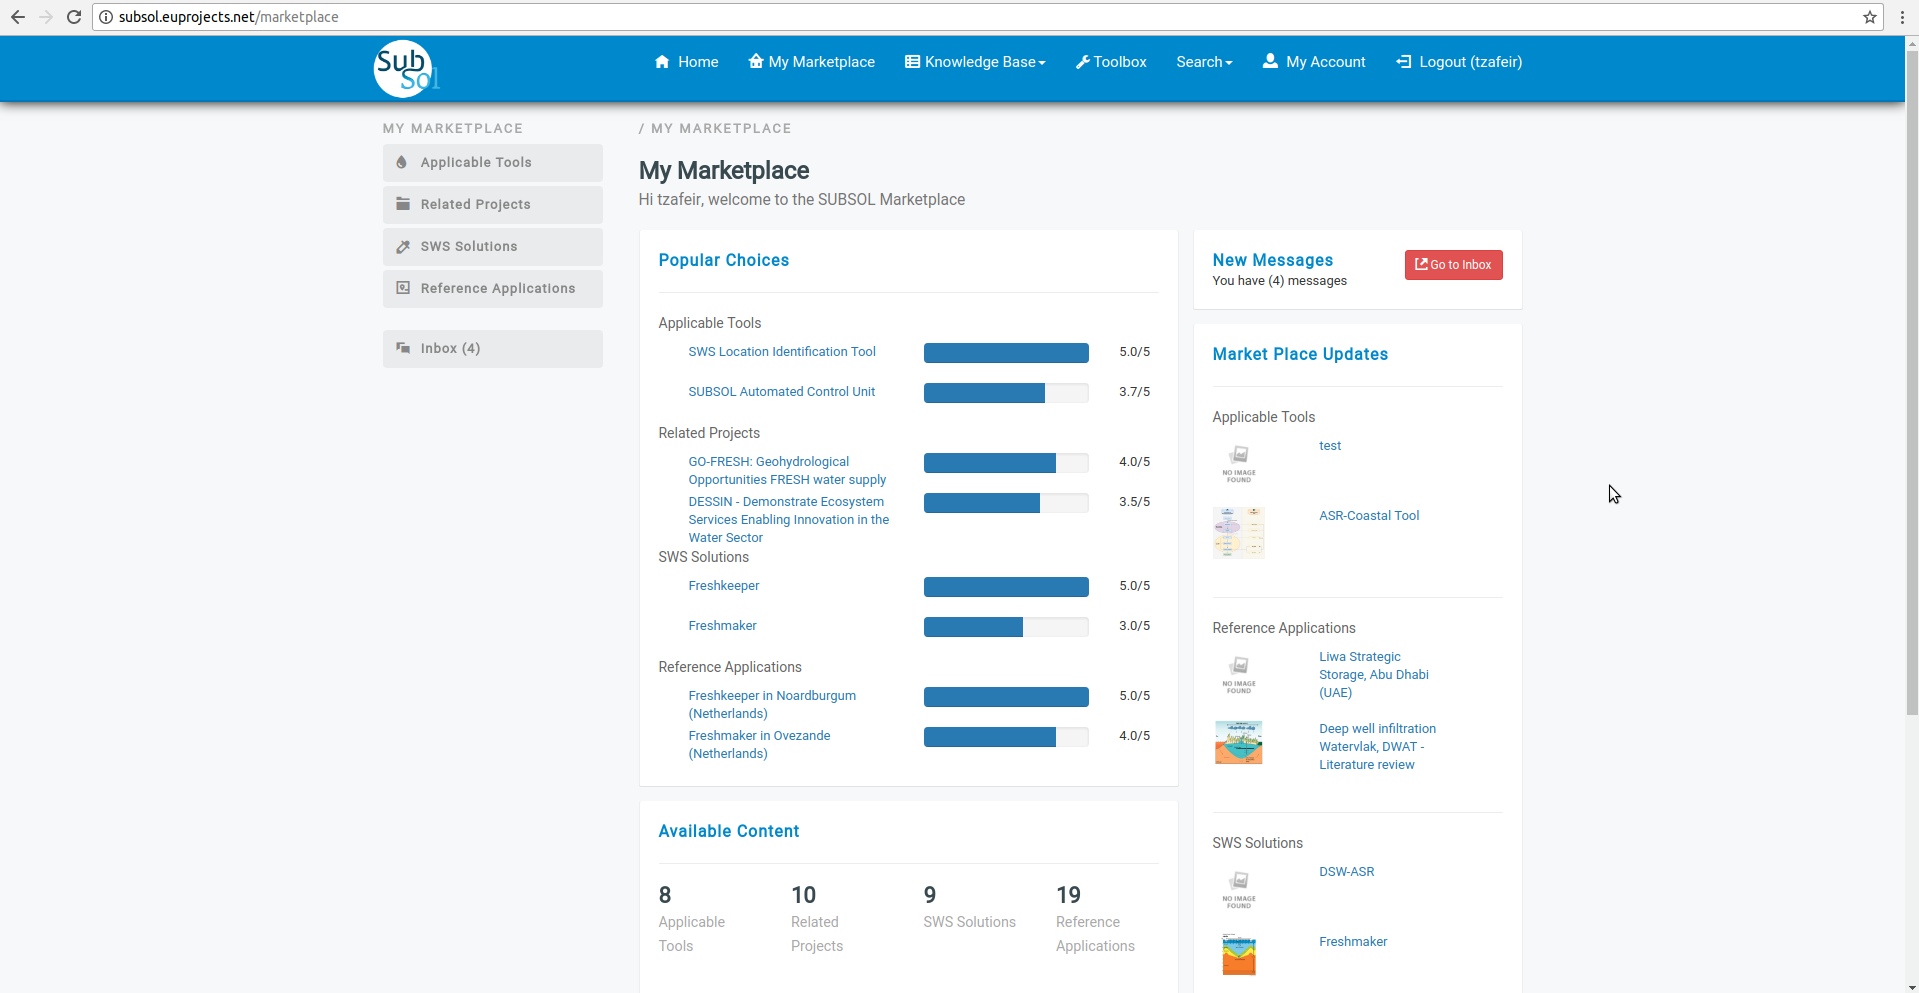 subsol.euprojects.net/marketplace
Sub
Sol
Home
My Marketplace
Knowledge Base
Toolbox
Search
My Account
Logout (tzafeir)
MY MARKETPLACE
Applicable Tools
Related Projects
SWS Solutions
Reference Applications
Inbox (4)
/ MY MARKETPLACE
My Marketplace
Hi tzafeir, welcome to the SUBSOL Marketplace
Popular Choices
Applicable Tools
SWS Location Identification Tool 5.0/5
SUBSOL Automated Control Unit 3.7/5
Related Projects
GO-FRESH: Geohydrological 4.0/5
Opportunities FRESH water supply
DESSIN - Demonstrate Ecosystem 3.5/5
Services Enabling Innovation in the
Water Sector
SWS Solutions
Freshkeeper 5.0/5
Freshmaker 3.0/5
Reference Applications
Freshkeeper in Noardburgum 5.0/5
(Netherlands)
Freshmaker in Ovezande 4.0/5
(Netherlands)
Available Content
8
Applicable
Tools
10
Related
Projects
9
SWS Solutions
19
Reference
Applications
New Messages
You have (4) messages
Go to Inbox
Market Place Updates
Applicable Tools
NO IMAGE
FOUND
test
ASR-Coastal Tool
Reference Applications
NO IMAGE
FOUND
Liwa Strategic
Storage, Abu Dhabi
(UAE)
Deep well infiltration
Watervlak, DWAT -
Literature review
SWS Solutions
NO IMAGE
FOUND
DSW-ASR
Freshmaker